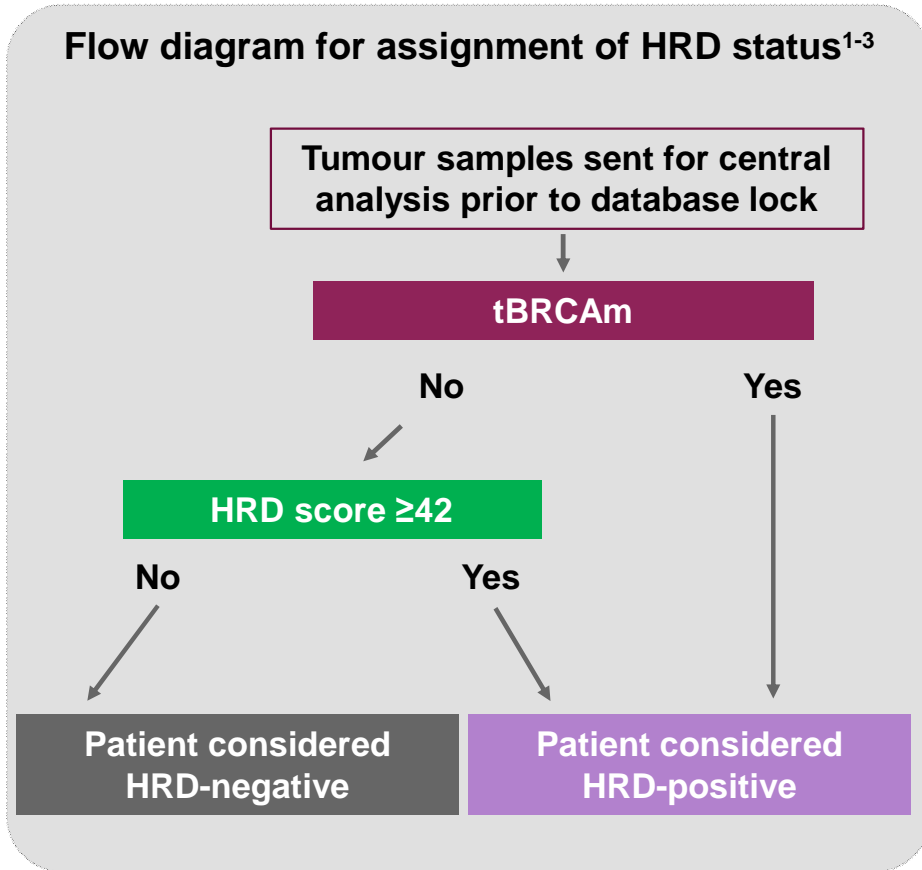 Flow diagram for assignment of HRD status¹⁻³
Tumour samples sent for central
analysis prior to database lock
tBRCAm
No
Yes
HRD score ≥42
No
Yes
Patient considered
HRD-negative
Patient considered
HRD-positive